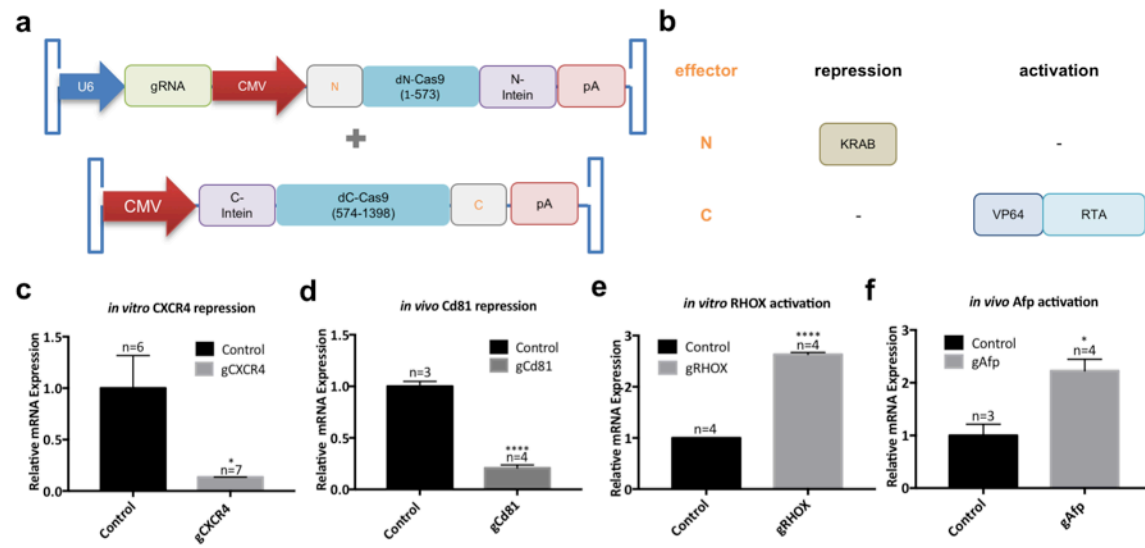 a
U6
gRNA
CMV
N
dN-Cas9
(1-573)
N-
Intein
pA
+
CMV
C-
Intein
dC-Cas9
(574-1398)
C
pA
b
effector
repression
activation
N
KRAB
-
C
-
VP64
RTA
c
in vitro CXCR4 repression
Relative mRNA Expression
1.5
1.0
0.5
0.0
n=6
*
n=7
Control
gCXCR4
Control
gCXCR4
d
in vivo Cd81 repression
Relative mRNA Expression
1.5
1.0
0.5
0.0
n=3
****
n=4
Control
gCd81
Control
gCd81
e
in vitro RHOX activation
Relative mRNA Expression
3
2
1
0
n=4
****
n=4
Control
gRHOX
Control
gRHOX
f
in vivo Afp activation
Relative mRNA Expression
3
2
1
0
n=3
*
n=4
Control
gAfp
Control
gAfp